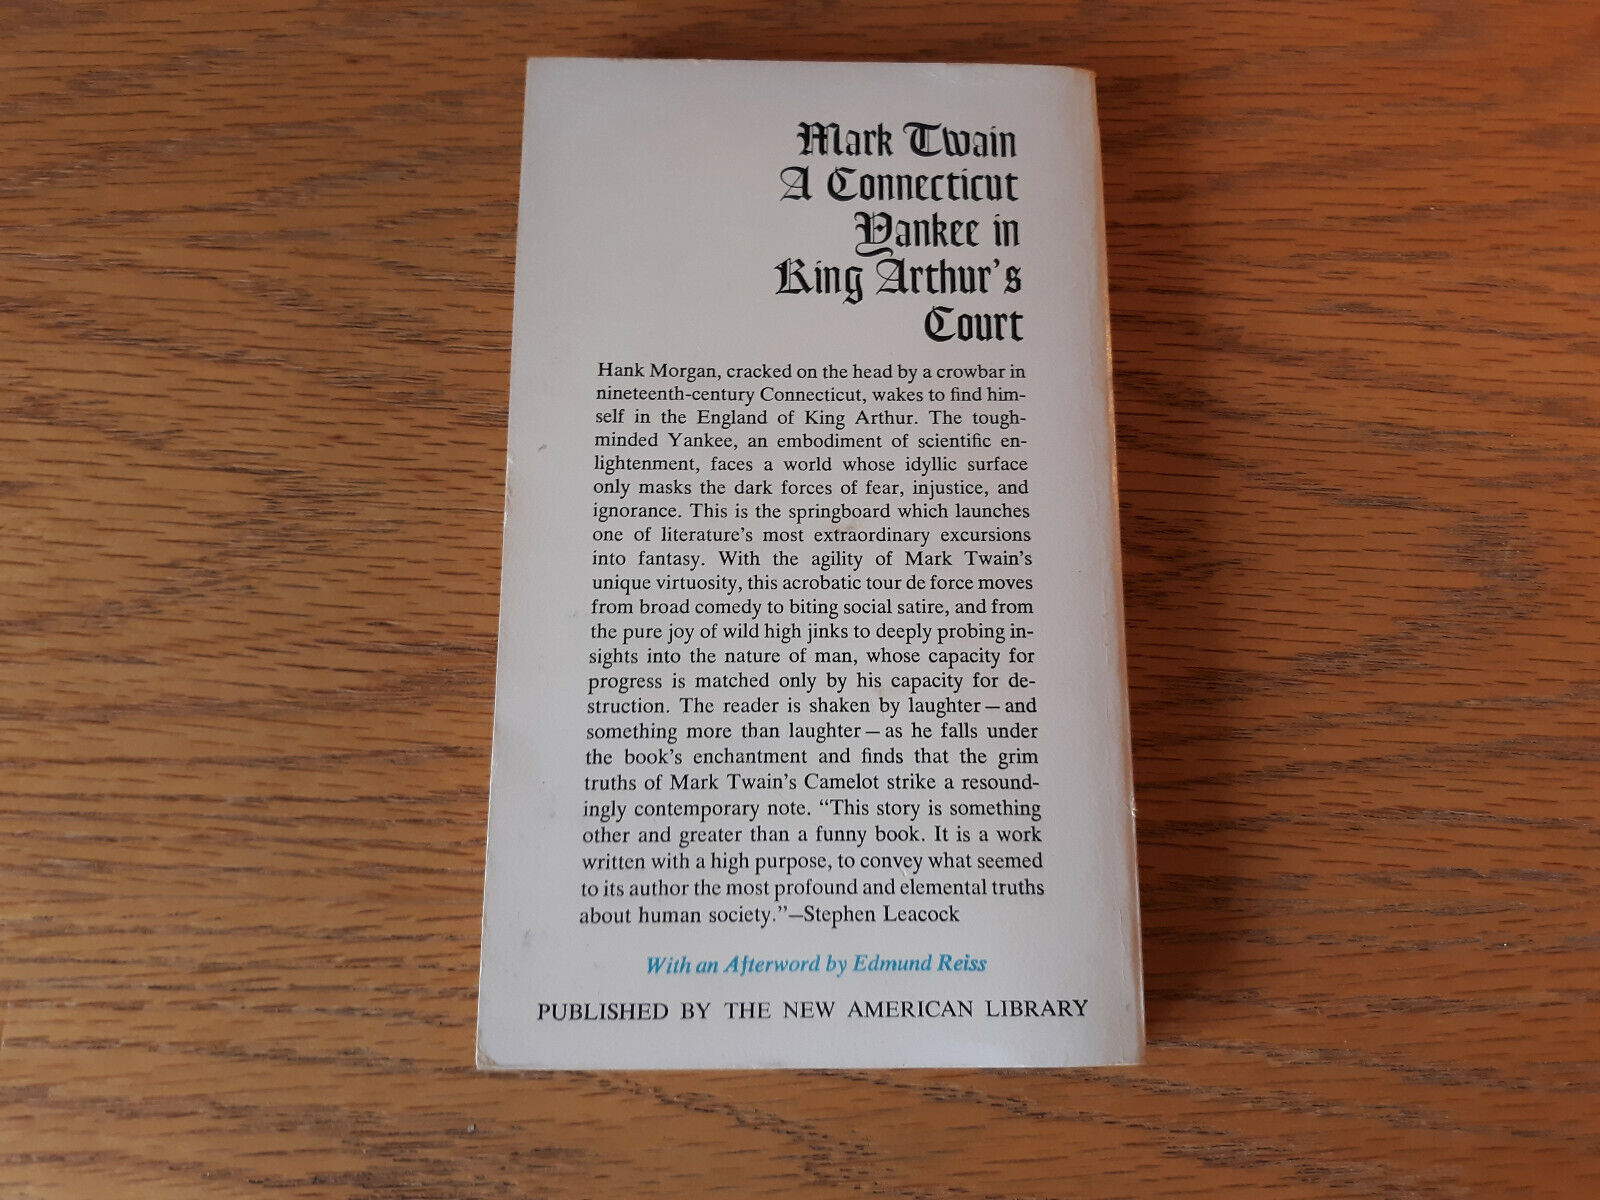 Mark Twain
A Connecticut
Yankee in
King Arthur's
Court
Hank Morgan, cracked on the head by a crowbar in
nineteenth-century Connecticut, wakes to find him-
self in the England of King Arthur. The tough-
minded Yankee, an embodiment of scientific en-
lightenment, faces a world whose idyllic surface
only masks the dark forces of fear, injustice, and
ignorance. This is the springboard which launches
one of literature's most extraordinary excursions
into fantasy. With the agility of Mark Twain's
unique virtuosity, this acrobatic tour de force moves
from broad comedy to biting social satire, and from
the pure joy of wild high jinks to deeply probing in-
sights into the nature of man, whose capacity for
progress is matched only by his capacity for de-
struction. The reader is shaken by laughter—and
something more than laughter—as he falls under
the book's enchantment and finds that the grim
truths of Mark Twain's Camelot strike a resound-
ingly contemporary note. "This story is something
other and greater than a funny book. It is a work
written with a high purpose, to convey what seemed
to its author the most profound and elemental truths
about human society."—Stephen Leacock
With an Afterword by Edmund Reiss
PUBLISHED BY THE NEW AMERICAN LIBRARY